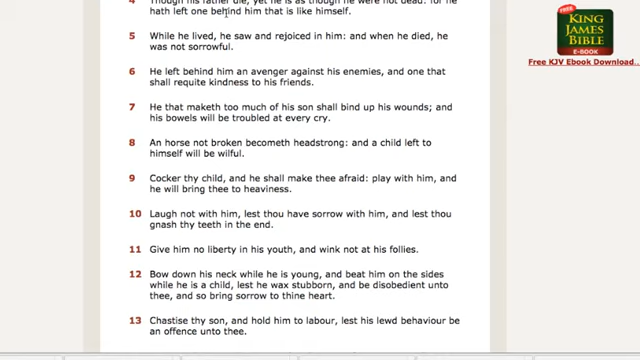 4 Though his father die, yet he is as though he were not dead: for he
hath left one behind him that is like himself.
5 While he lived, he saw and rejoiced in him: and when he died, he
was not sorrowful.
6 He left behind him an avenger against his enemies, and one that
shall requite kindness to his friends.
7 He that maketh too much of his son shall bind up his wounds; and
his bowels will be troubled at every cry.
8 An horse not broken becometh headstrong: and a child left to
himself will be wilful.
9 Cocker thy child, and he shall make thee afraid: play with him, and
he will bring thee to heaviness.
10 Laugh not with him, lest thou have sorrow with him, and lest thou
gnash thy teeth in the end.
11 Give him no liberty in his youth, and wink not at his follies.
12 Bow down his neck while he is young, and beat him on the sides
while he is a child, lest he wax stubborn, and be disobedient unto
thee, and so bring sorrow to thine heart.
13 Chastise thy son, and hold him to labour, lest his lewd behaviour be
an offence unto thee.
FREE
KING
JAMES
BIBLE
E-BOOK
Free KJV Ebook Download..